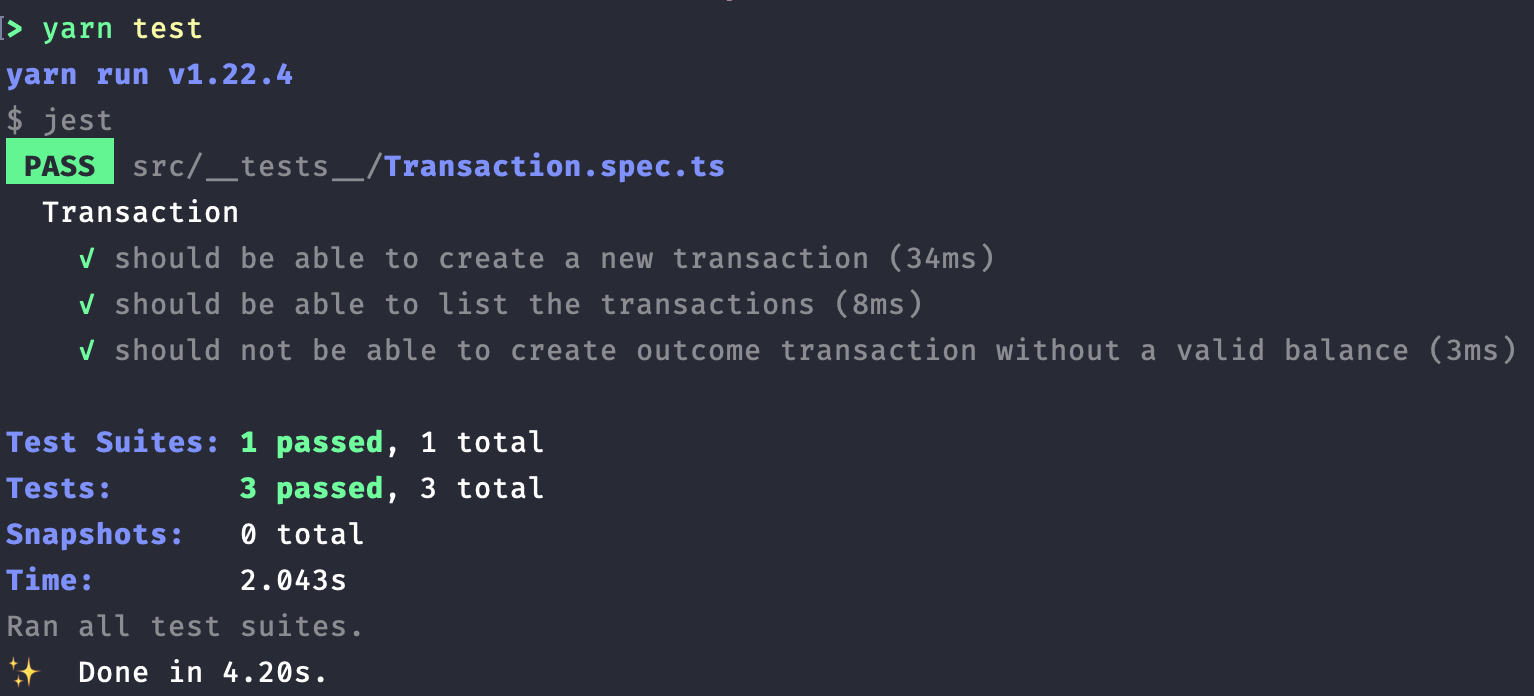 > yarn test
yarn run v1.22.4
$ jest
PASS src/__tests__/Transaction.spec.ts
Transaction
√ should be able to create a new transaction (34ms)
√ should be able to list the transactions (8ms)
√ should not be able to create outcome transaction without a valid balance (3ms)
Test Suites: 1 passed, 1 total
Tests: 3 passed, 3 total
Snapshots: 0 total
Time: 2.043s
Ran all test suites.
✨ Done in 4.20s.